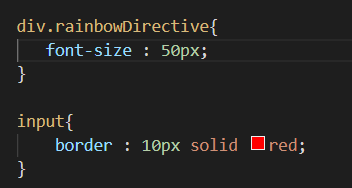 div.rainbowDirective{
font-size : 50px;
}
input{
border : 10px solid red;
}